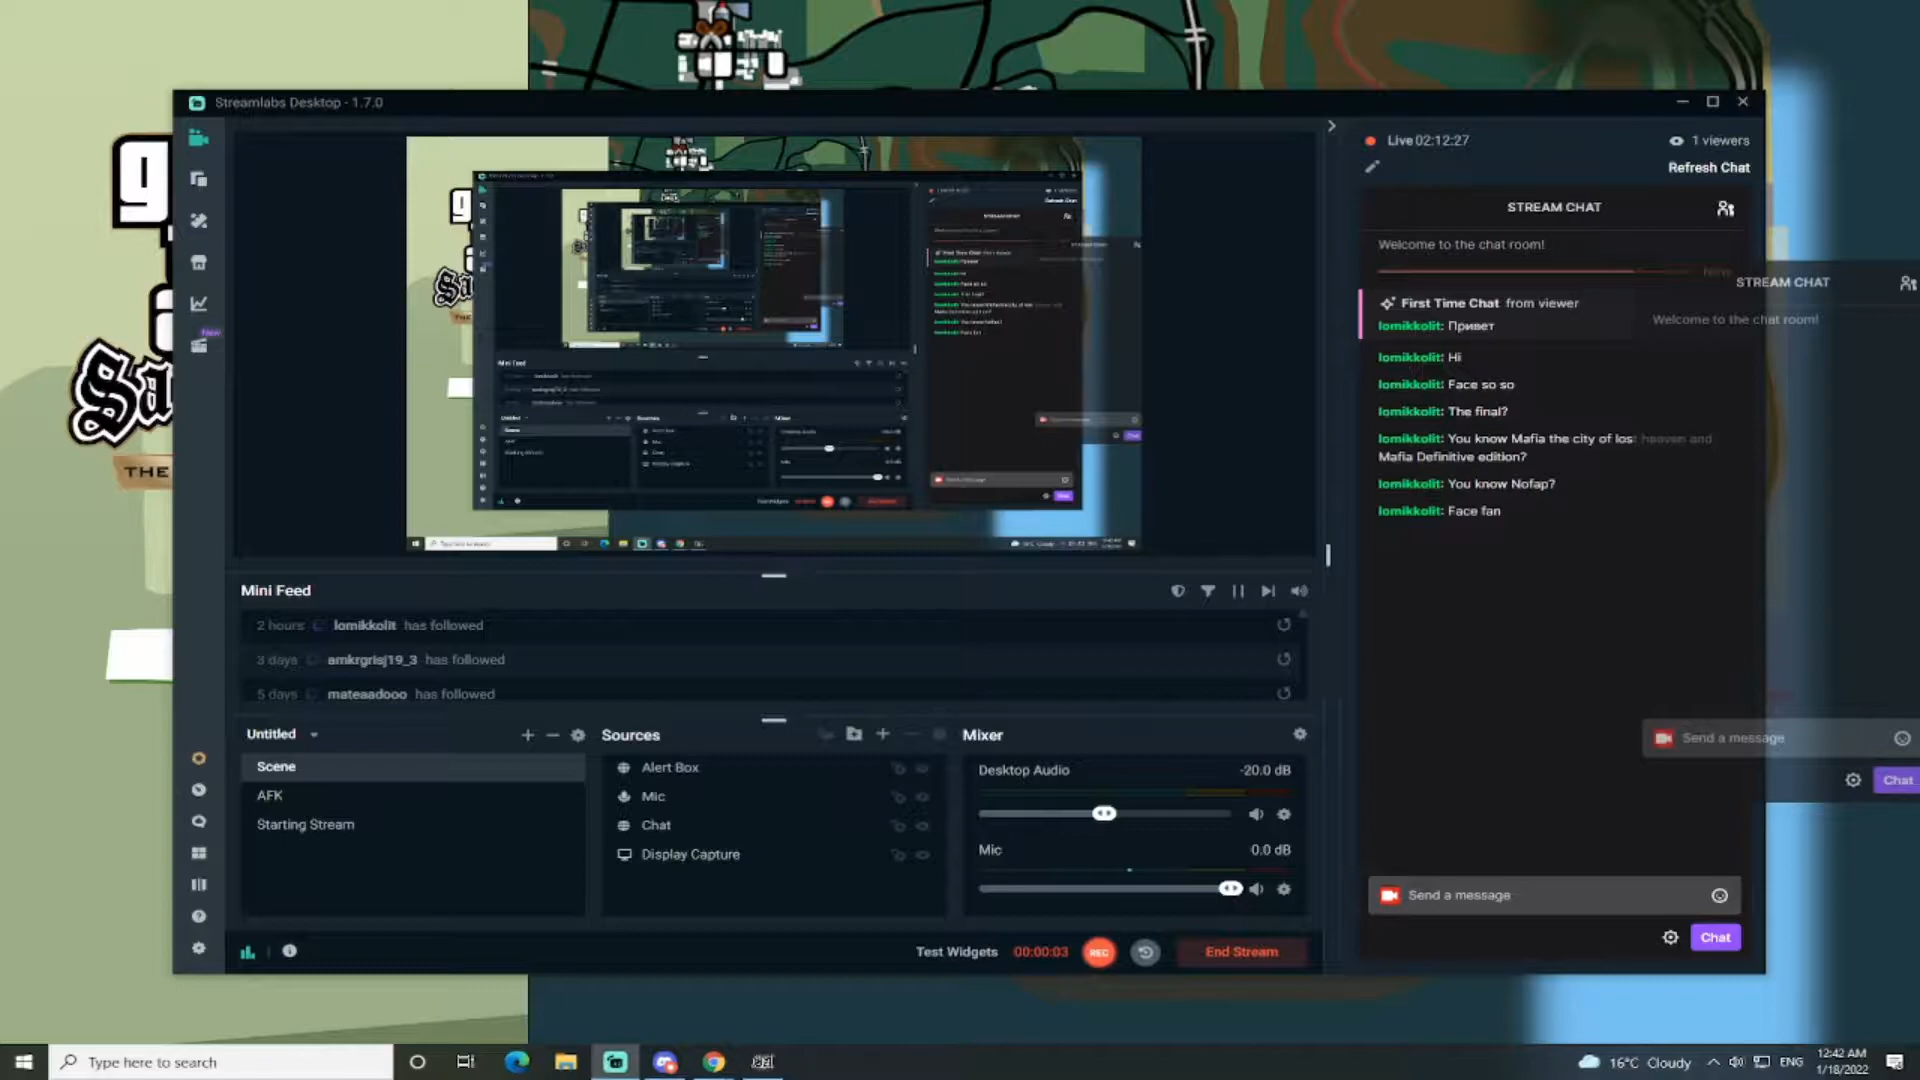 Streamlabs Desktop - 1.7.0
Live 02:12:27
1 viewers
Refresh Chat
STREAM CHAT
Welcome to the chat room!
New
First Time Chat from viewer
lomikkolit: Привет
lomikkolit: Hi
lomikkolit: Face so so
lomikkolit: The final?
lomikkolit: You know Mafia the city of lost heaven and
Mafia Definitive edition?
lomikkolit: You know Nofap?
lomikkolit: Face fan
Send a message
Chat
STREAM CHAT
Welcome to the chat room!
Send a message
Chat
New
Mini Feed
2 hours lomikkolit has followed
3 days amkrgrisj19_3 has followed
5 days mateaadooo has followed
Untitled
Scene
AFK
Starting Stream
Sources
Alert Box
Mic
Chat
Display Capture
Mixer
Desktop Audio -20.0 dB
Mic 0.0 dB
Test Widgets 00:00:03 REC End Stream
THE
Type here to search
16°C Cloudy
ENG
12:42 AM
1/18/2022